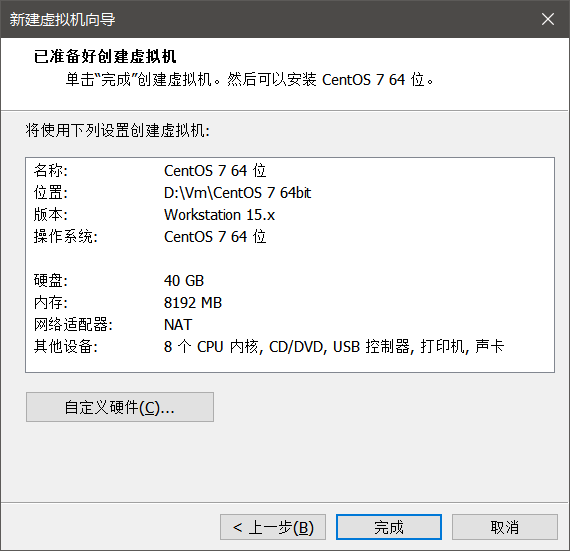 新建虚拟机向导
已准备好创建虚拟机
单击“完成”创建虚拟机。然后可以安装 CentOS 7 64 位。
将使用下列设置创建虚拟机:
名称: CentOS 7 64 位
位置: D:\Vm\CentOS 7 64bit
版本: Workstation 15.x
操作系统: CentOS 7 64 位
硬盘: 40 GB
内存: 8192 MB
网络适配器: NAT
其他设备: 8 个 CPU 内核, CD/DVD, USB 控制器, 打印机, 声卡
自定义硬件(C)...
< 上一步(B) 完成 取消